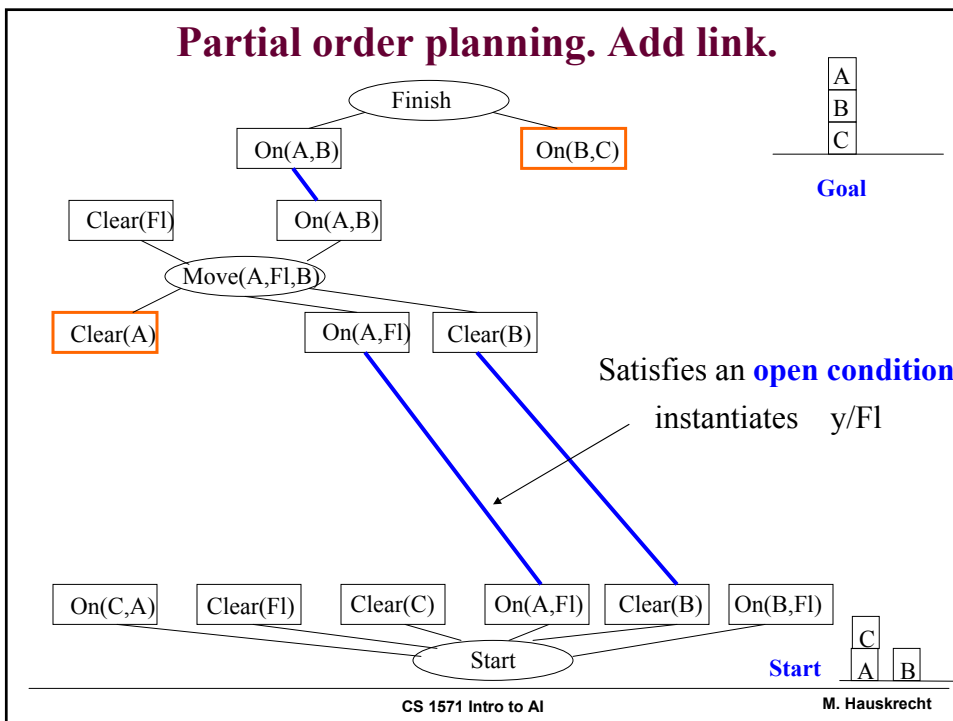 Partial order planning. Add link.
Finish
On(A,B)
On(B,C)
A
B
C
Goal
Clear(Fl)
On(A,B)
Move(A,Fl,B)
Clear(A)
On(A,Fl)
Clear(B)
Satisfies an open condition
instantiates y/Fl
On(C,A)
Clear(Fl)
Clear(C)
On(A,Fl)
Clear(B)
On(B,Fl)
Start
Start
C
A B
CS 1571 Intro to AI
M. Hauskrecht